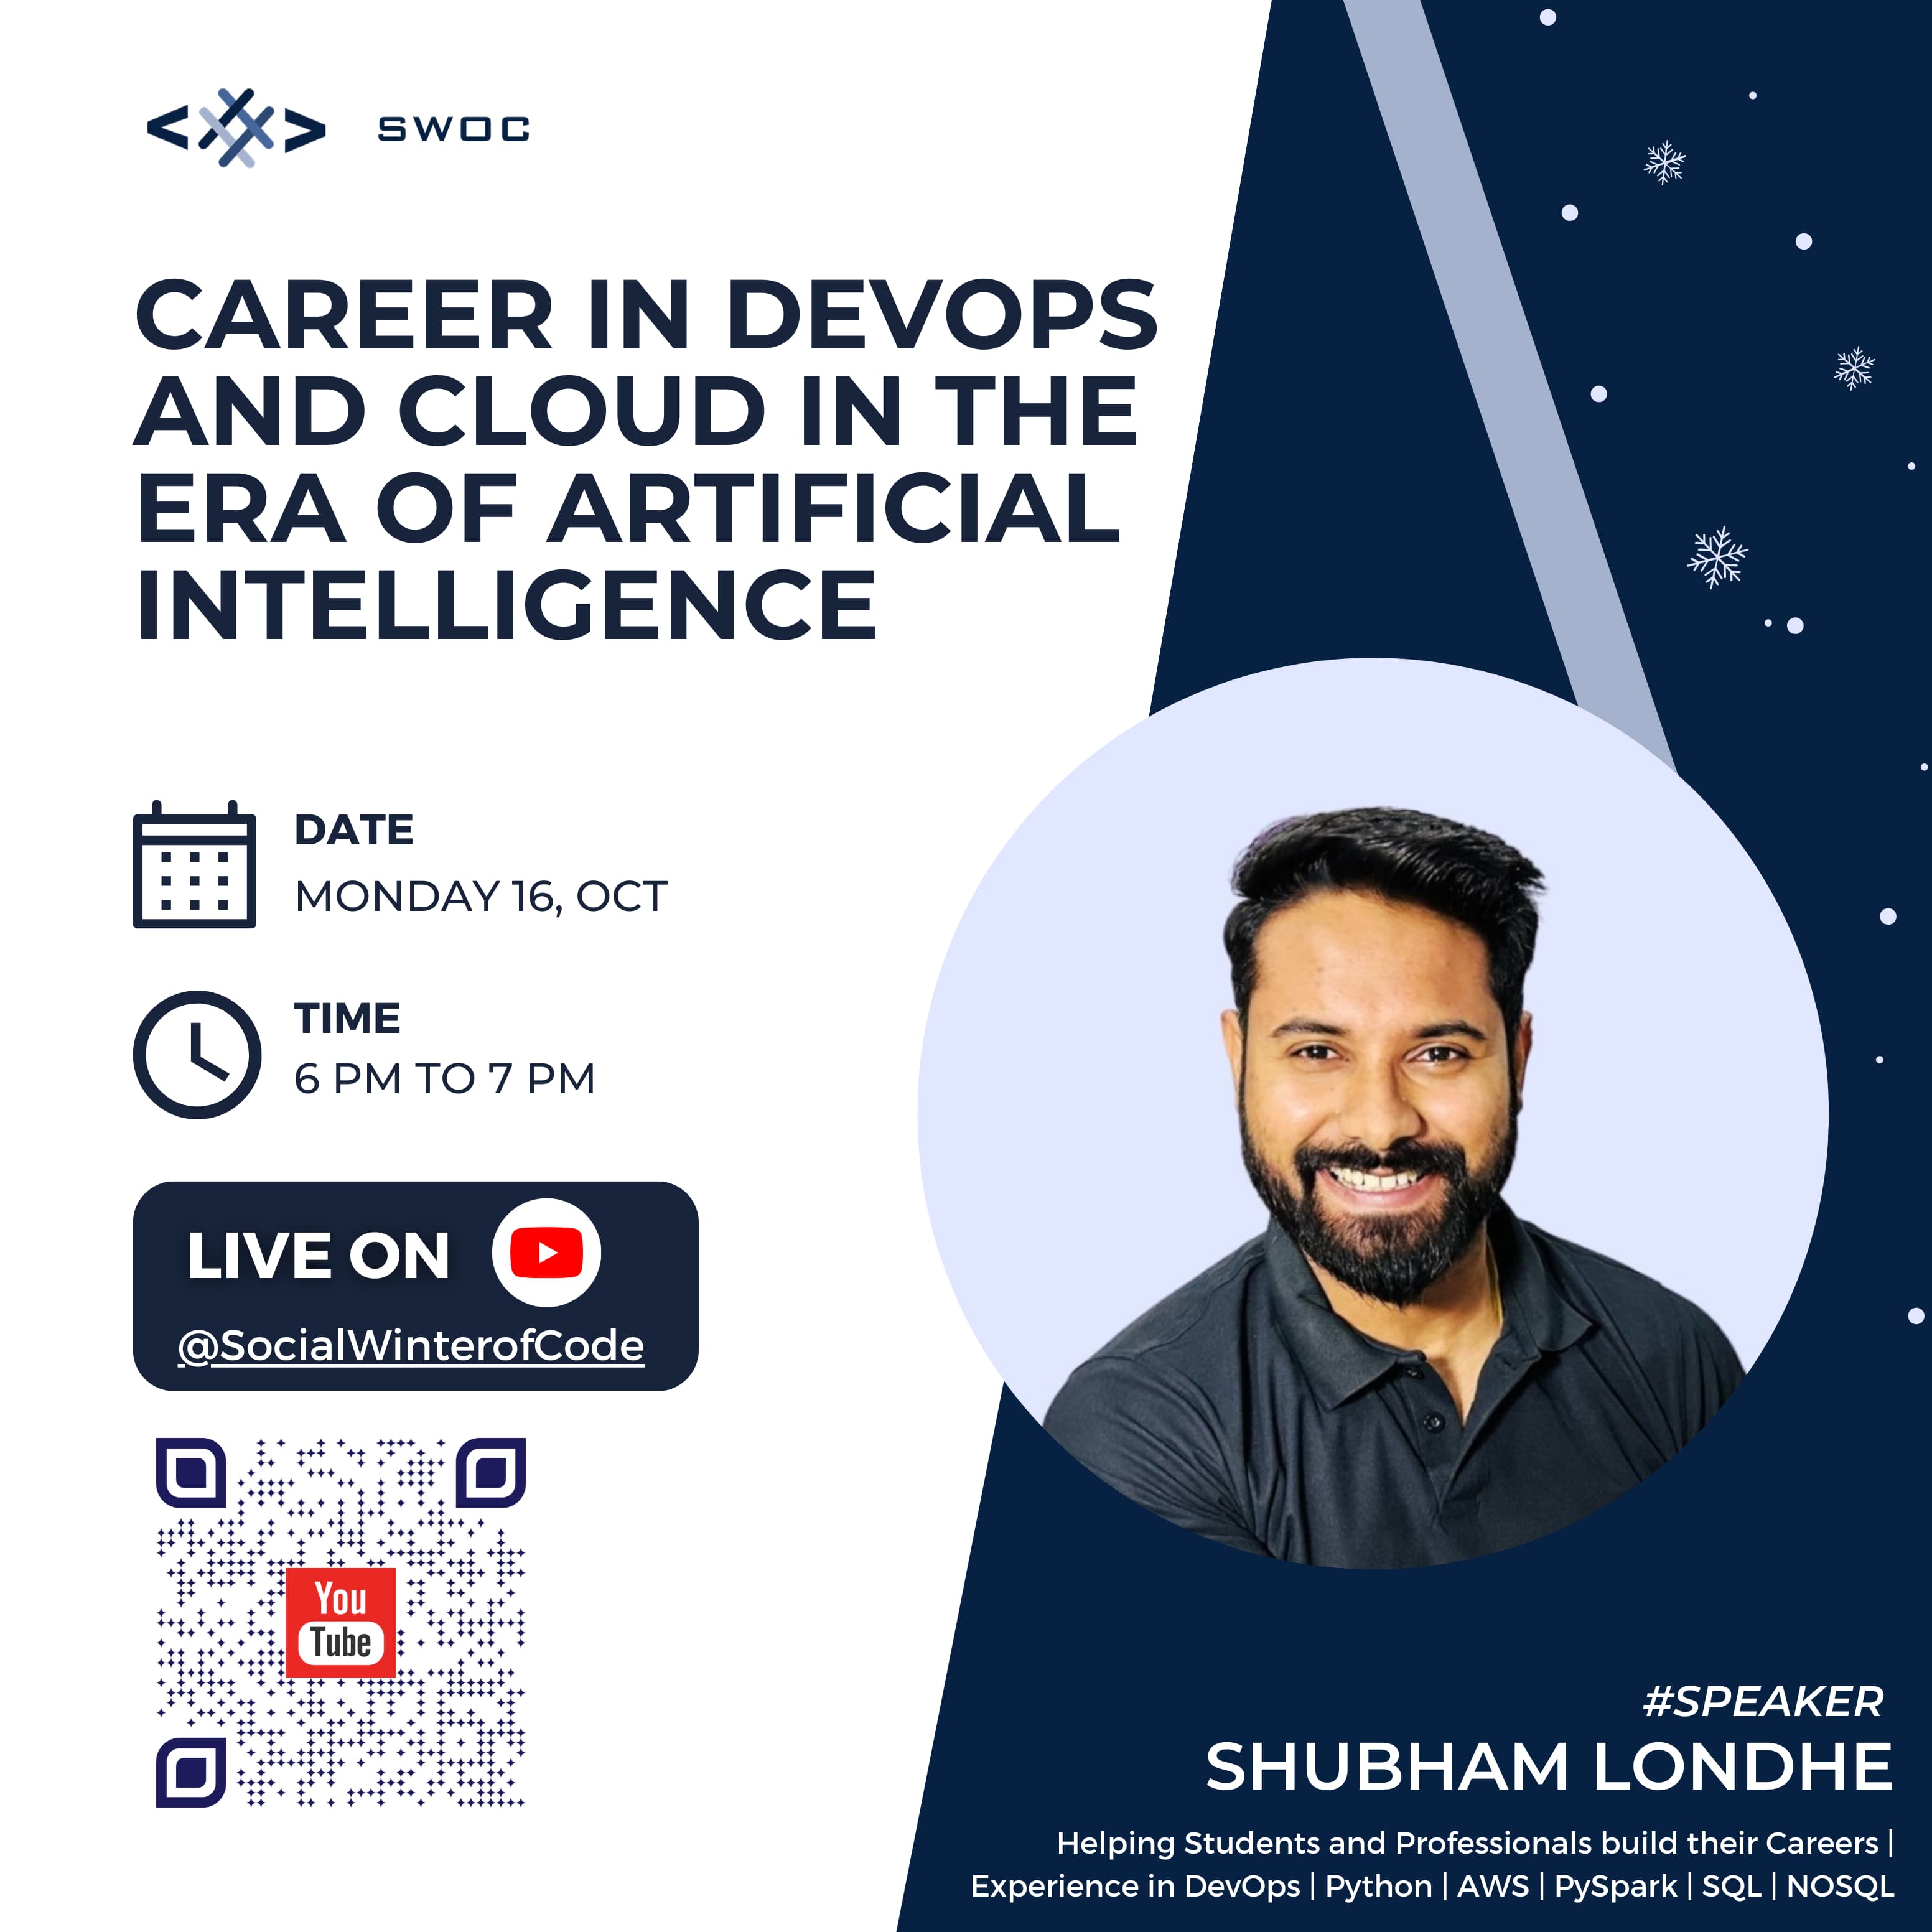 SWOC
CAREER IN DEVOPS
AND CLOUD IN THE
ERA OF ARTIFICIAL
INTELLIGENCE
DATE
MONDAY 16, OCT
TIME
6 PM TO 7 PM
LIVE ON
@SocialWinterofCode
You
Tube
#SPEAKER
SHUBHAM LONDHE
Helping Students and Professionals build their Careers |
Experience in DevOps | Python | AWS | PySpark | SQL | NOSQL